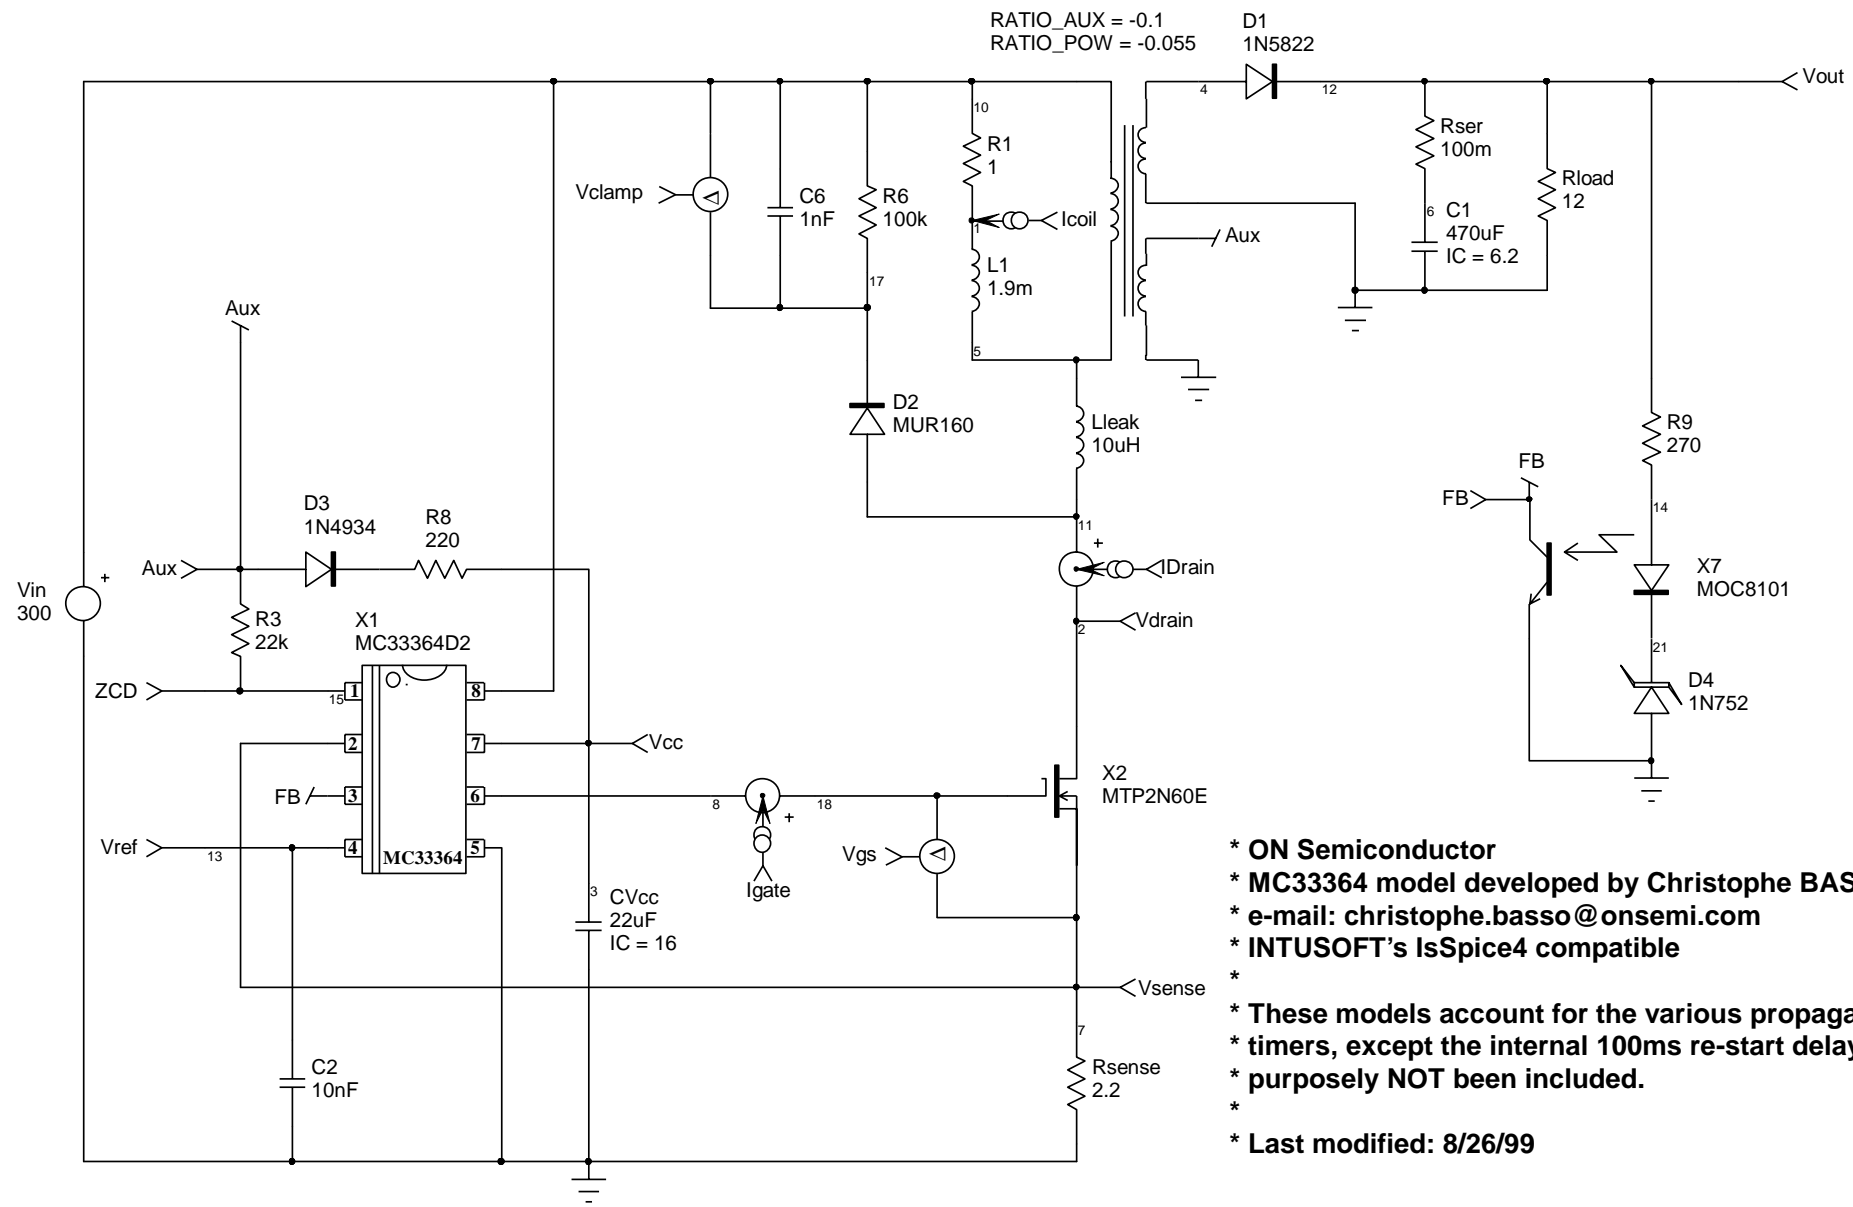 RATIO_AUX = -0.1
RATIO_POW = -0.055
D1
1N5822
Vout
4
12
10
R1
1
Rser
100m
Rload
12
Vclamp
C6
1nF
R6
100k
1
Icoil
6
C1
470uF
IC = 6.2
Aux
L1
1.9m
17
5
Aux
D2
MUR160
Lleak
10uH
R9
270
FB
FB
14
D3
1N4934
R8
220
11
+
Aux
IDrain
X7
MOC8101
Vin
300
+
R3
22k
X1
MC33364D2
Vdrain
2
21
ZCD
15
1
8
D4
1N752
2
7
Vcc
X2
MTP2N60E
FB
3
6
8
18
+
Vref
13
4
MC33364
5
Vgs
Igate
3
CVcc
22uF
IC = 16
Vsense
7
C2
10nF
Rsense
2.2
* ON Semiconductor
* MC33364 model developed by Christophe BAS
* e-mail: christophe.basso@onsemi.com
* INTUSOFT's IsSpice4 compatible
*
* These models account for the various propaga
* timers, except the internal 100ms re-start delay
* purposely NOT been included.
*
* Last modified: 8/26/99